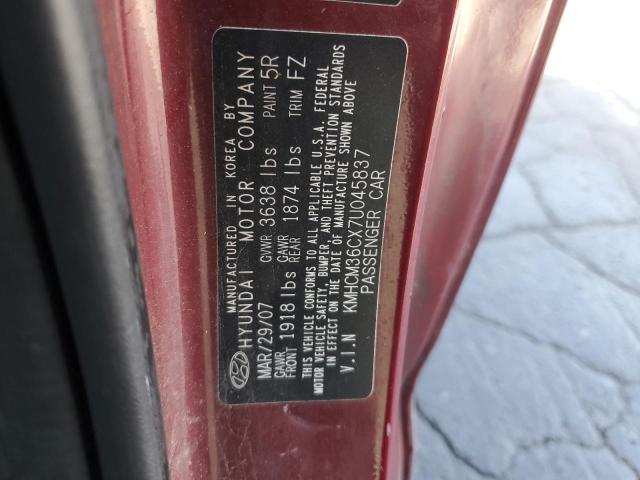 MANUFACTURED IN KOREA BY
HYUNDAI MOTOR COMPANY
MAR/29/07 GVWR 3638 lbs PAINT 5R
GAWR FRONT 1918 lbs GAWR REAR 1874 lbs TRIM FZ
THIS VEHICLE CONFORMS TO ALL APPLICABLE U.S.A. FEDERAL
MOTOR VEHICLE SAFETY, BUMPER, AND THEFT PREVENTION STANDARDS
IN EFFECT ON THE DATE OF MANUFACTURE SHOWN ABOVE
V.I.N KMHCM36CX7U045837
PASSENGER CAR